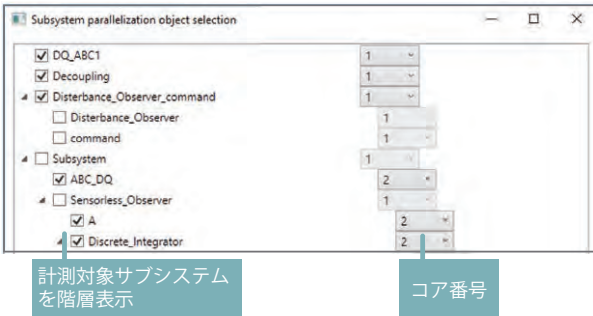 Subsystem parallelization object selection
DQ_ABC1 1
Decoupling 1
Disterbance_Observer_command 1
Disterbance_Observer 1
command 1
Subsystem 1
ABC_DQ 2
Sensorless_Observer 1
A 2
Discrete_Integrator 2
計測対象サブシステム
を階層表示
コア番号